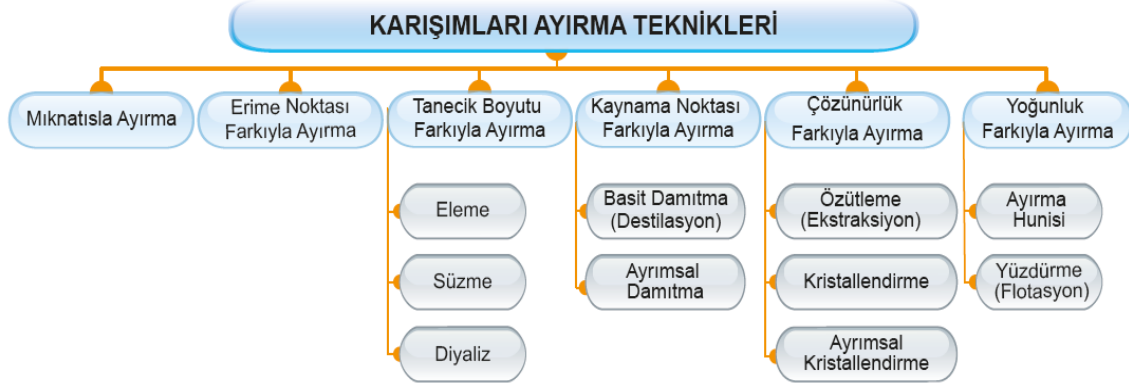 KARIŞIMLARI AYIRMA TEKNİKLERİ
Mıknatısla Ayırma
Erime Noktası
Farkıyla Ayırma
Tanecik Boyutu
Farkıyla Ayırma
Kaynama Noktası
Farkıyla Ayırma
Çözünürlük
Farkıyla Ayırma
Yoğunluk
Farkıyla Ayırma
Eleme
Süzme
Diyaliz
Basit Damıtma
(Destilasyon)
Ayrımsal
Damıtma
Özütleme
(Ekstraksiyon)
Kristallendirme
Ayrımsal
Kristallendirme
Ayırma
Hunisi
Yüzdürme
(Flotasyon)